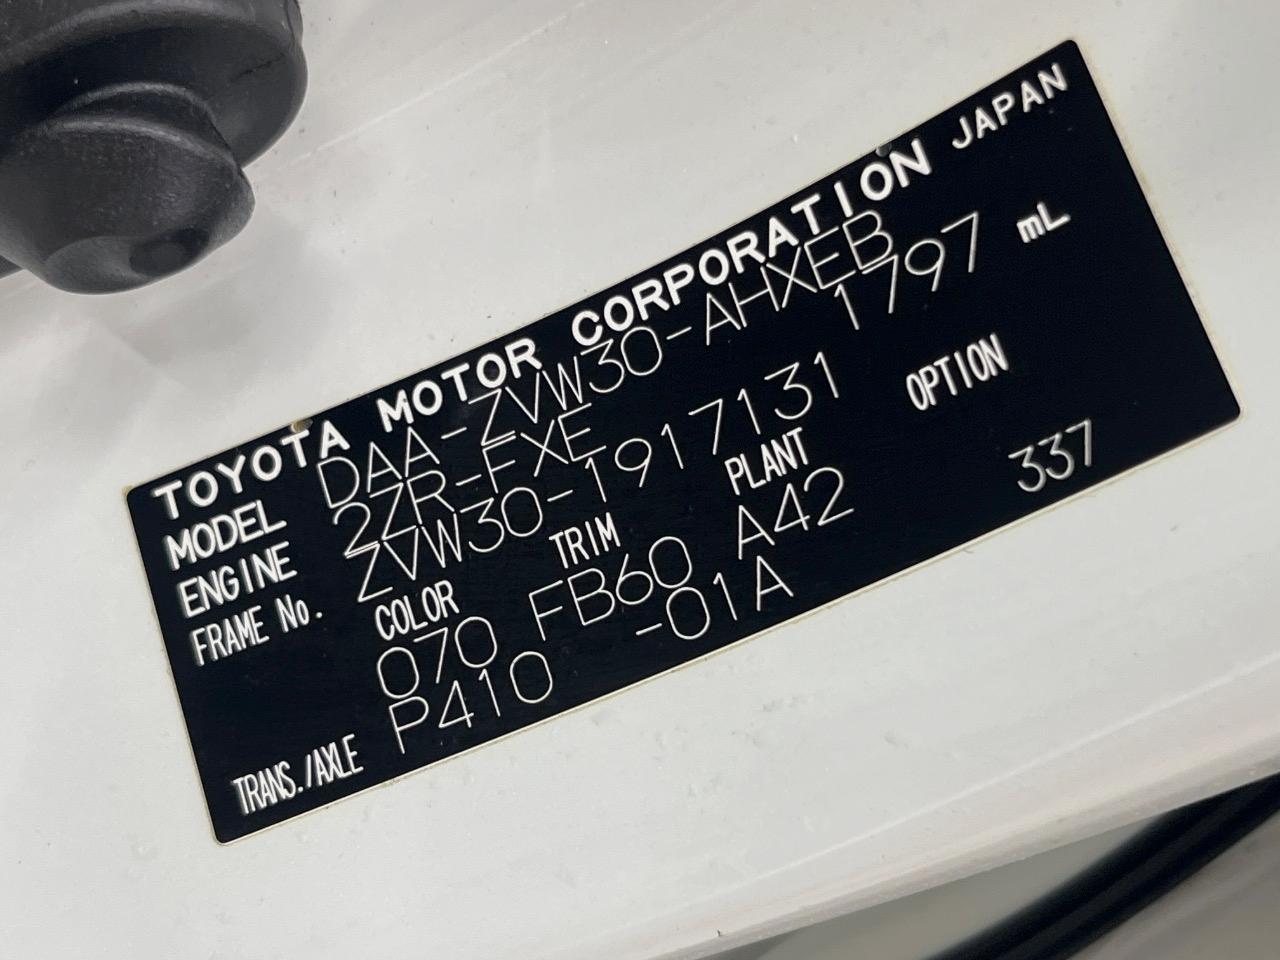 TOYOTA MOTOR CORPORATION JAPAN
MODEL DAA-ZVW30-AHXEB
ENGINE 2ZR-FXE 1797 mL
FRAME No. ZVW30-1917131
COLOR TRIM PLANT OPTION
070 FB60 A42 337
TRANS./AXLE P410 -01A